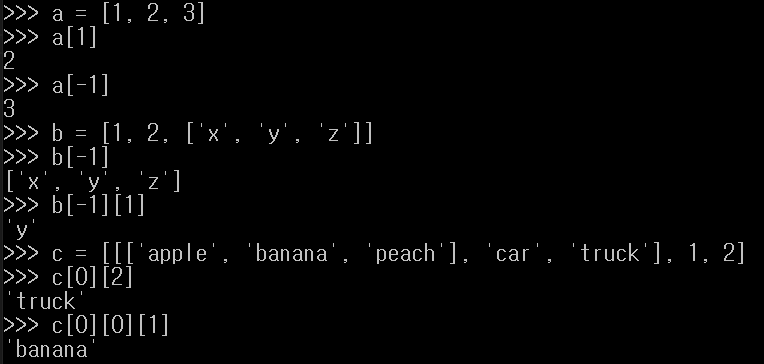 >>> a = [1, 2, 3]
>>> a[1]
2
>>> a[-1]
3
>>> b = [1, 2, ['x', 'y', 'z']]
>>> b[-1]
['x', 'y', 'z']
>>> b[-1][1]
'y'
>>> c = [[['apple', 'banana', 'peach'], 'car', 'truck'], 1, 2]
>>> c[0][2]
'truck'
>>> c[0][0][1]
'banana'